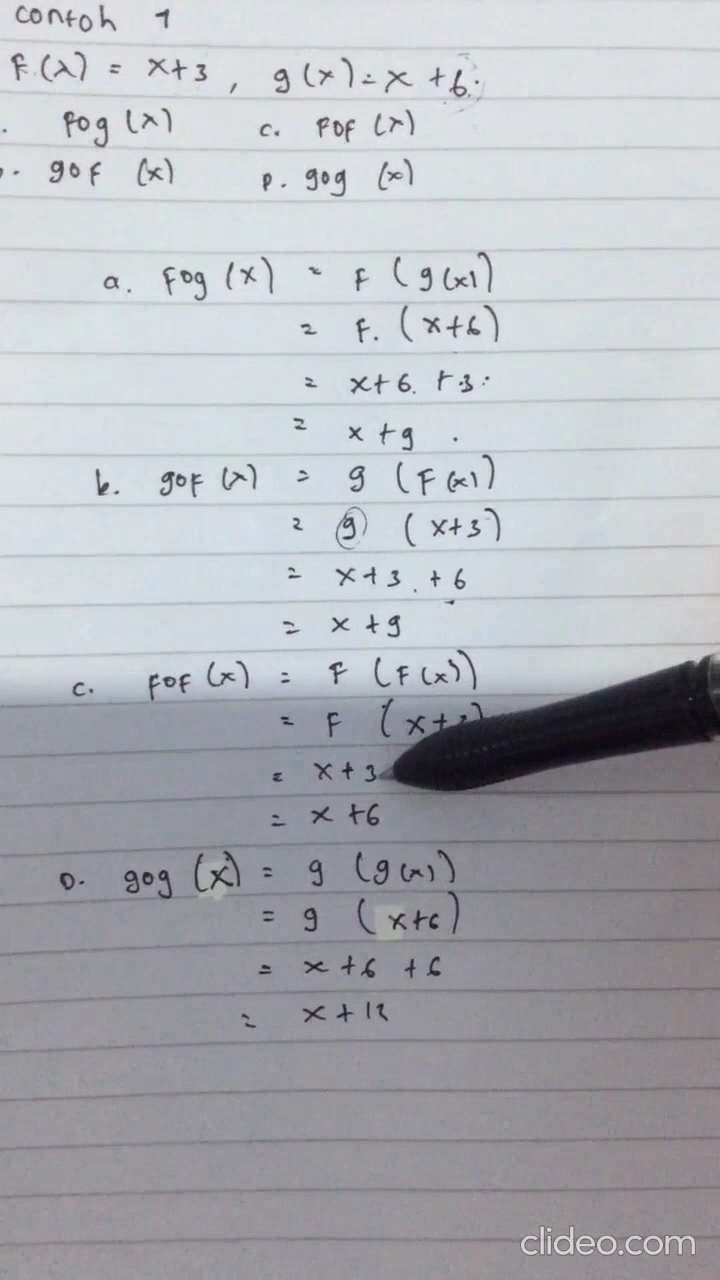 contoh 1
F(x) = x+3 , g(x) = x +6.
. Fog (x) c. FOF (x)
. goF (x) D. gog (x)
a. Fog (x) = F (g(x))
= F. (x+6)
= x+6. +3.
= x +9 .
b. goF (x) = g (F(x))
= g (x+3)
= x+3 . +6
= x +9
c. FOF (x) = F (F(x))
= F (x+3)
= x+3
= x +6
D. gog (x) = g (g(x))
= g (x+6)
= x+6 +6
= x+12
clideo.com